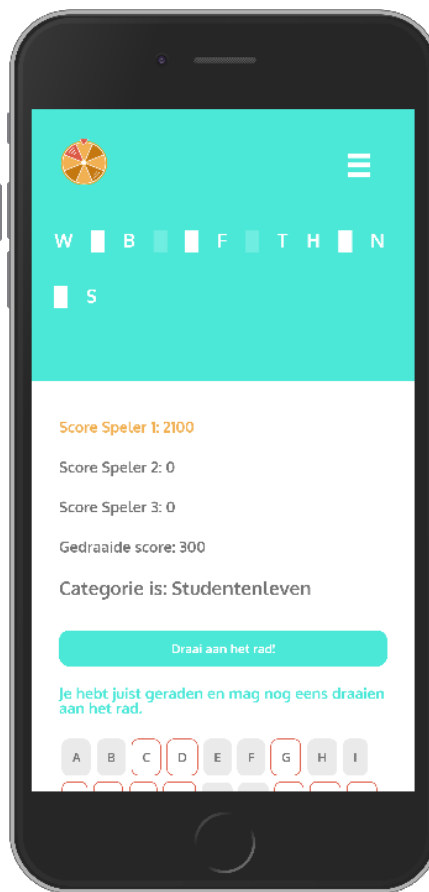 W B F T H N
S
Score Speler 1: 2100
Score Speler 2: 0
Score Speler 3: 0
Gedraaide score: 300
Categorie is: Studentenleven
Draai aan het rad!
Je hebt juist geraden en mag nog eens draaien
aan het rad.
A B C D E F G H I